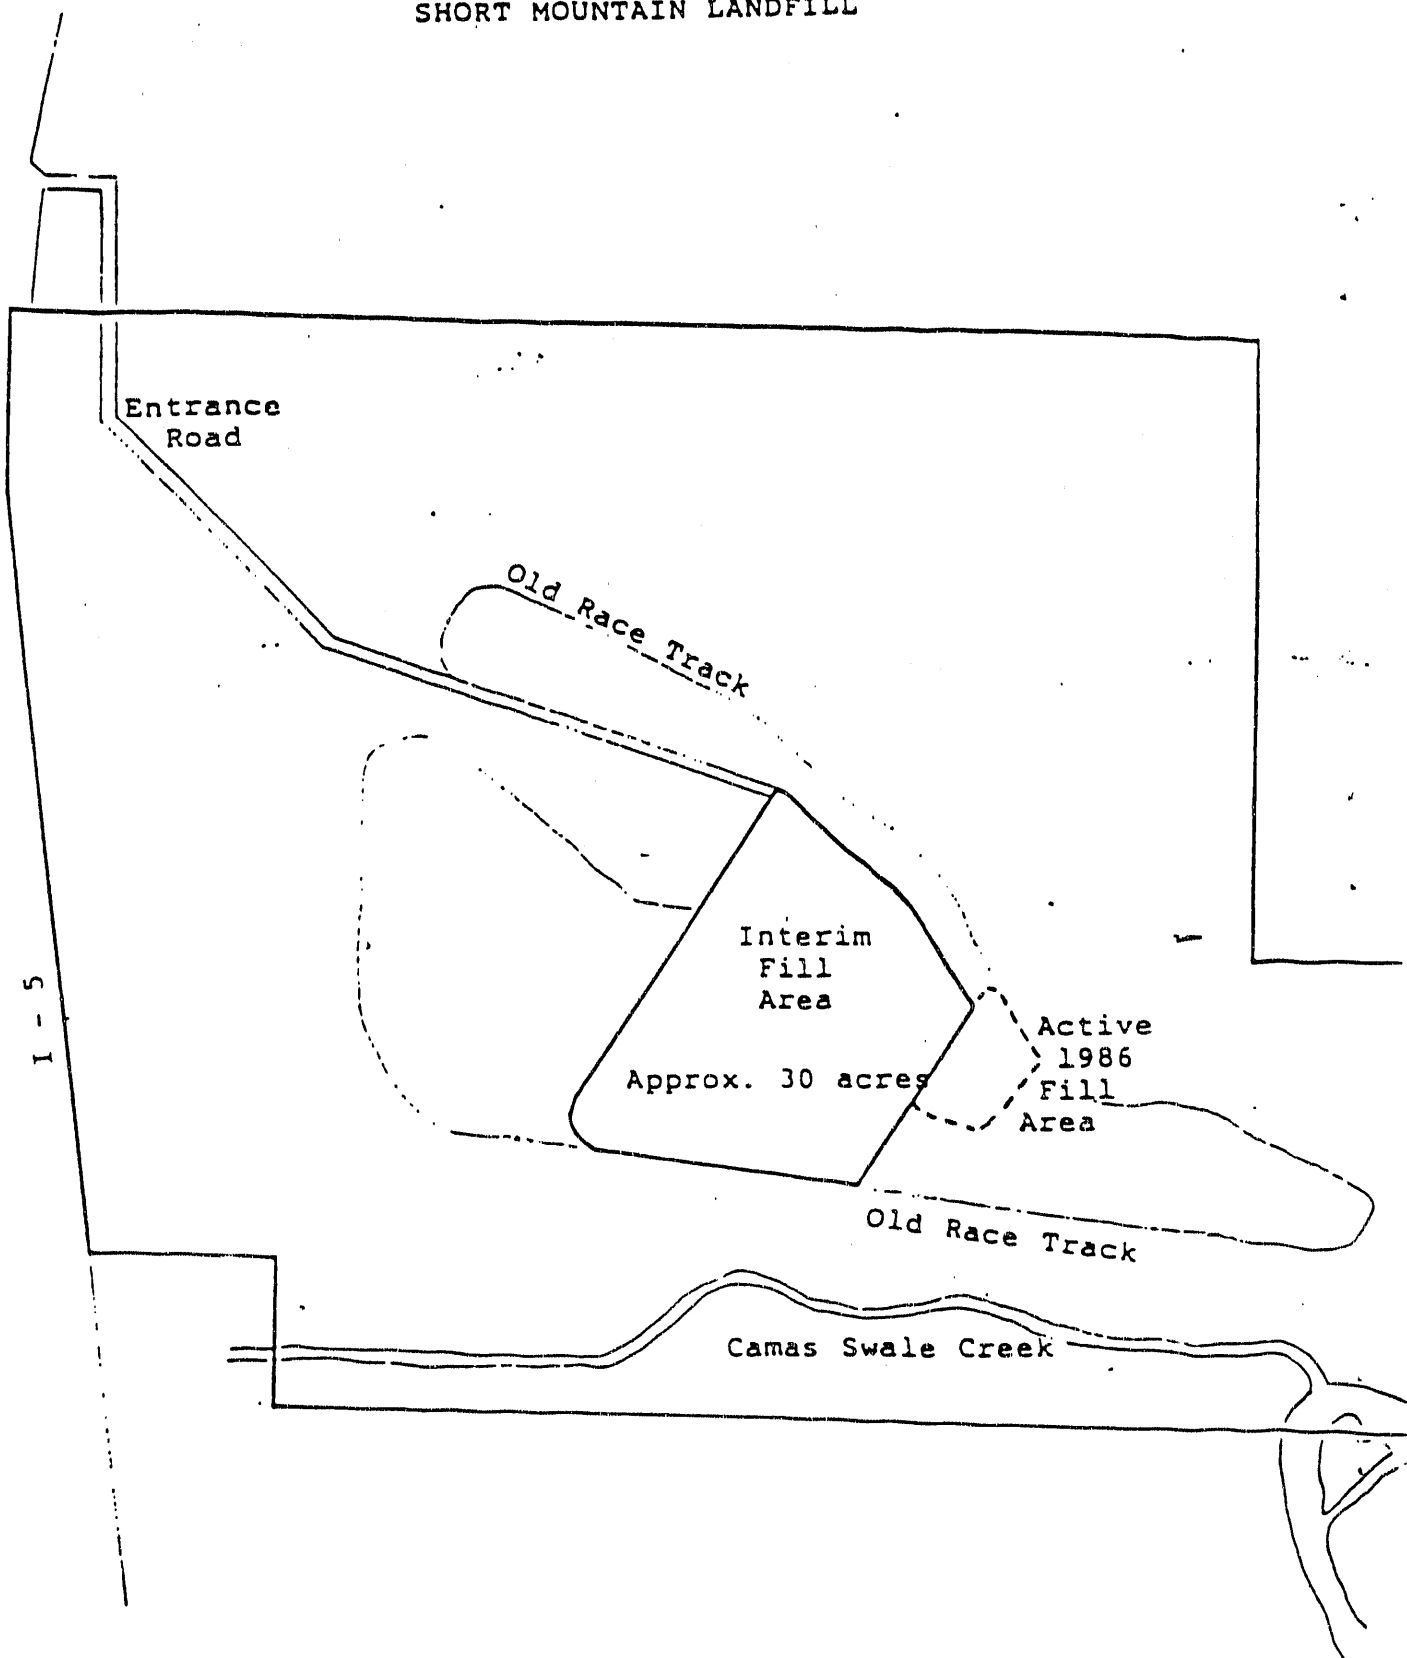 SHORT MOUNTAIN LANDFILL
Entrance
Road
Old Race Track
Interim
Fill
Area
I - 5
Active
1986
Fill
Area
Approx. 30 acres
Old Race Track
Camas Swale Creek